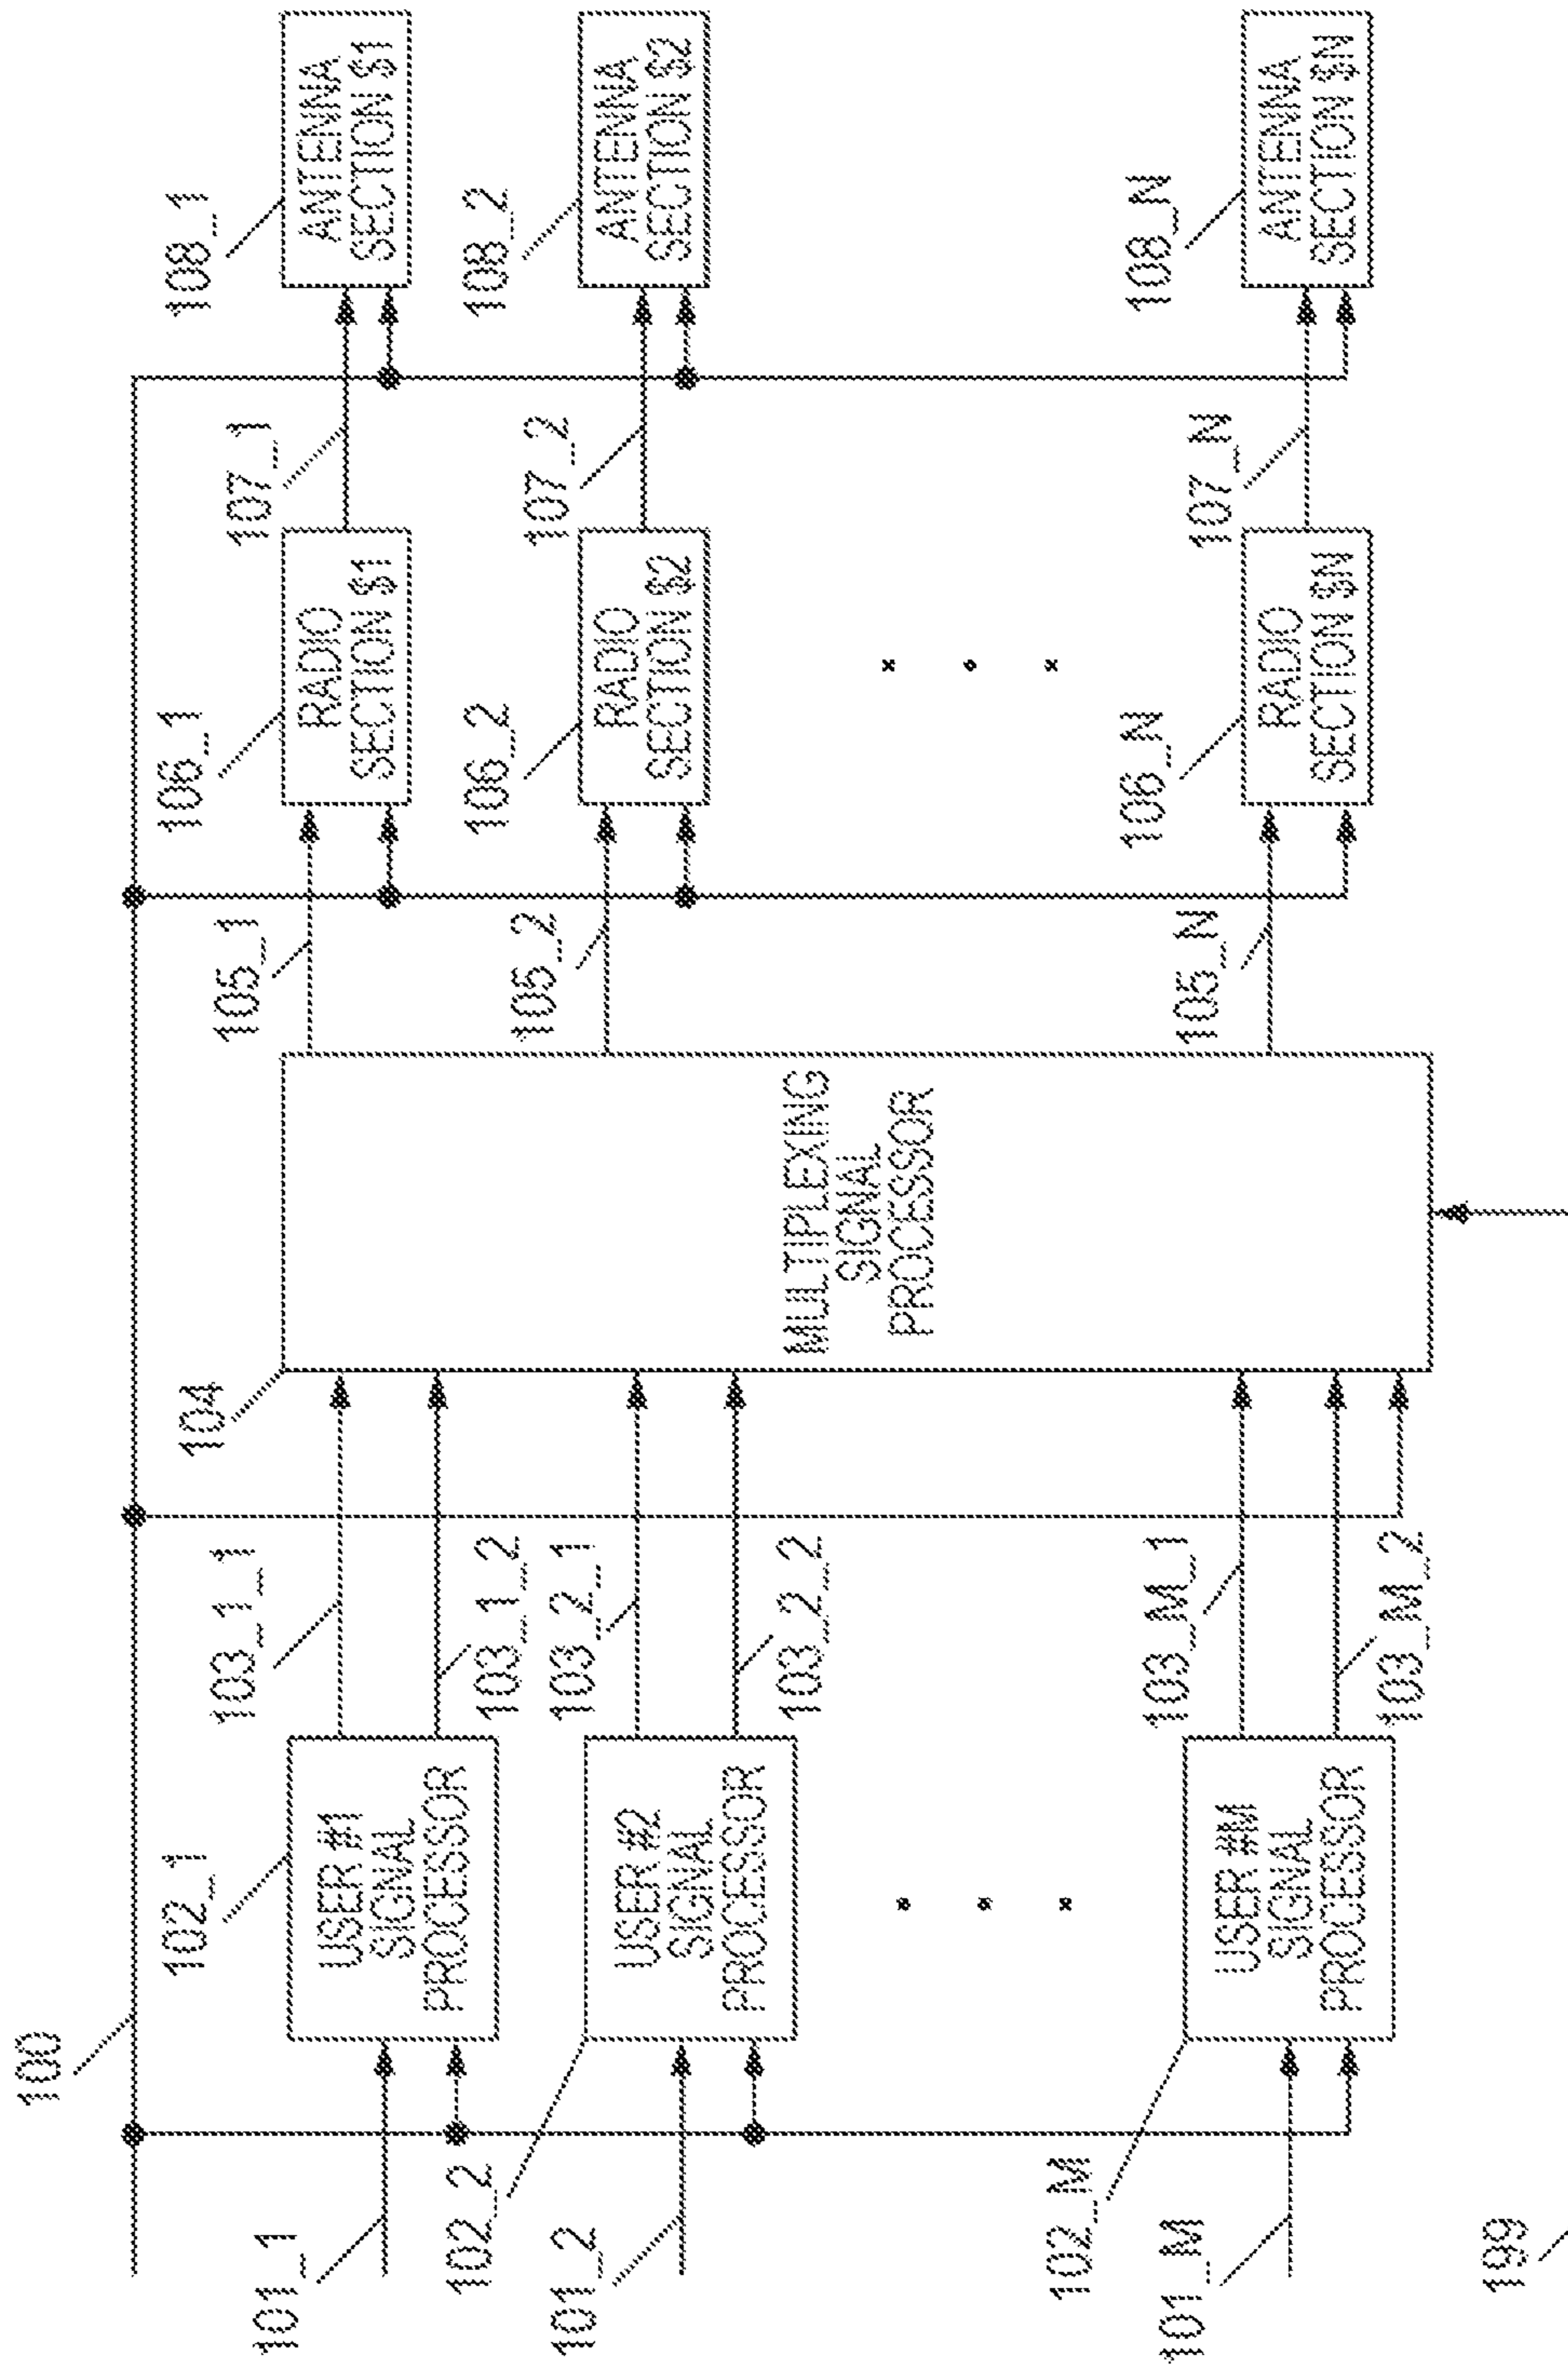 100
101_1
102_1
USER #1
SIGNAL
PROCESSOR
103_1_1
103_1_2
102_2
101_2
USER #2
SIGNAL
PROCESSOR
103_2_1
103_2_2
102_M
101_M
USER #M
SIGNAL
PROCESSOR
103_M_1
103_M_2
199
104
MULTIPLEXING
SIGNAL
PROCESSOR
105_1
105_2
105_N
106_1
RADIO
SECTION $1
106_2
RADIO
SECTION $2
106_N
RADIO
SECTION $N
107_1
107_2
107_N
108_1
ANTENNA
SECTION $1
108_2
ANTENNA
SECTION $2
108_N
ANTENNA
SECTION $N